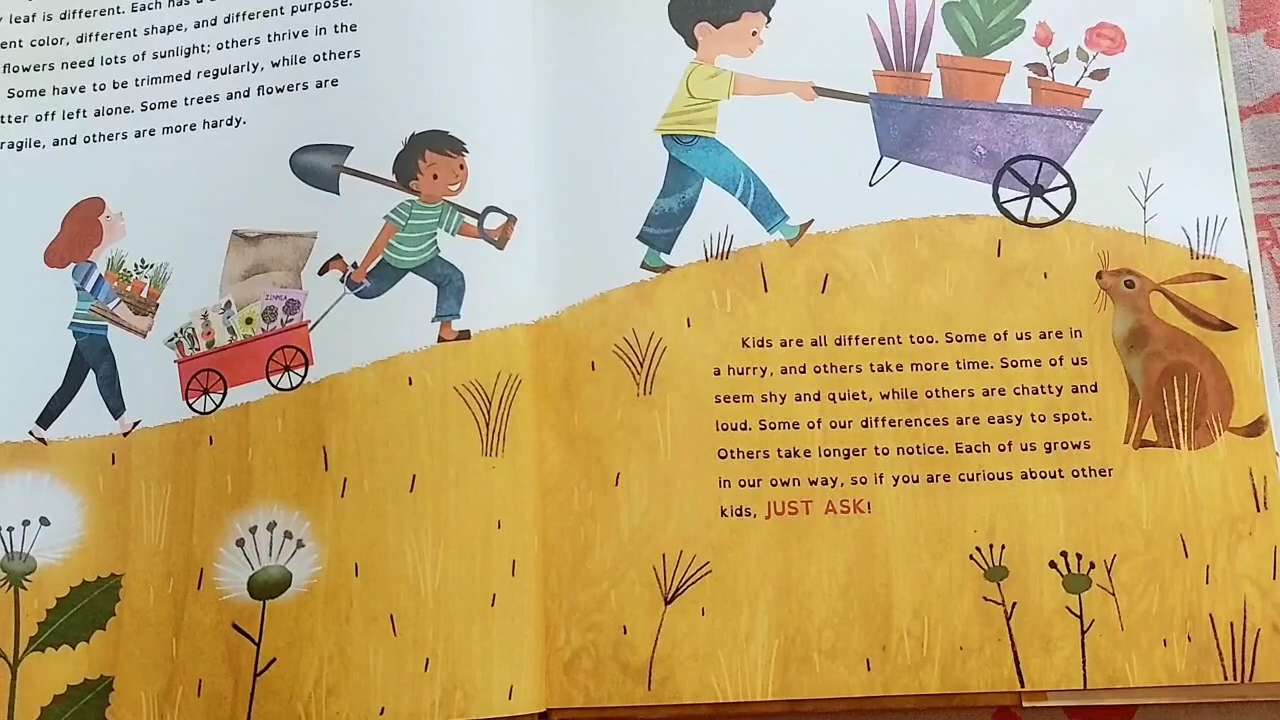 leaf is different. Each has a
color, different shape, and different purpose.
flowers need lots of sunlight; others thrive in the
Some have to be trimmed regularly, while others
off left alone. Some trees and flowers are
and others are more hardy.
ZINNIA
Kids are all different too. Some of us are in
a hurry, and others take more time. Some of us
seem shy and quiet, while others are chatty and
loud. Some of our differences are easy to spot.
Others take longer to notice. Each of us grows
in our own way, so if you are curious about other
kids, JUST ASK!